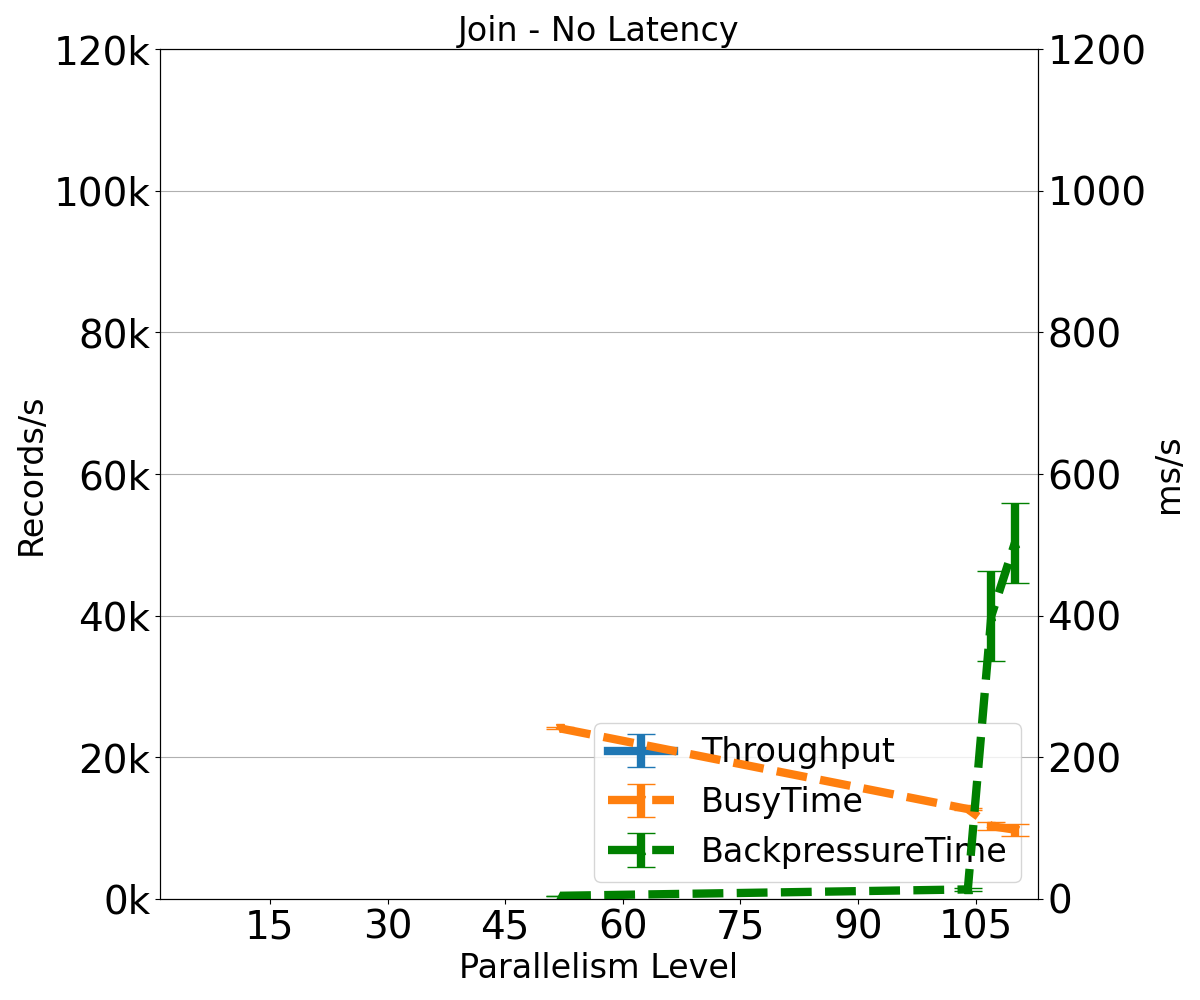 Join - No Latency
120k
100k
80k
60k
40k
20k
0k
Records/s
1200
1000
800
600
400
200
0
ms/s
Throughput
BusyTime
BackpressureTime
15 30 45 60 75 90 105
Parallelism Level